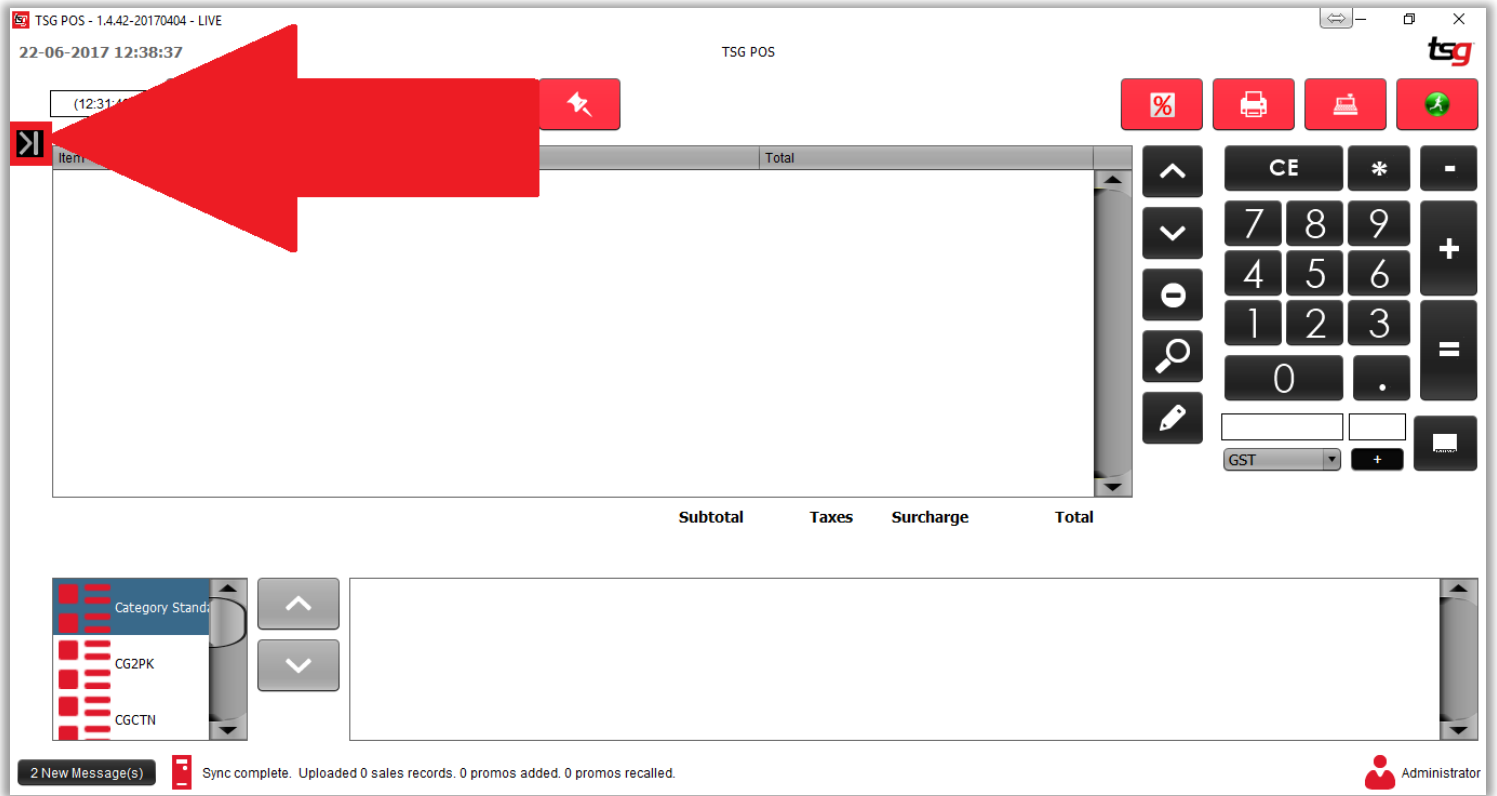 TSG POS - 1.4.42-20170404 - LIVE
22-06-2017 12:38:37
TSG POS
tsg
%
Item
Total
CE * -
7 8 9 +
4 5 6
1 2 3 =
0 .
GST +
Subtotal Taxes Surcharge Total
Category Standa
CG2PK
CGCTN
2 New Message(s)
Sync complete. Uploaded 0 sales records. 0 promos added. 0 promos recalled.
Administrator